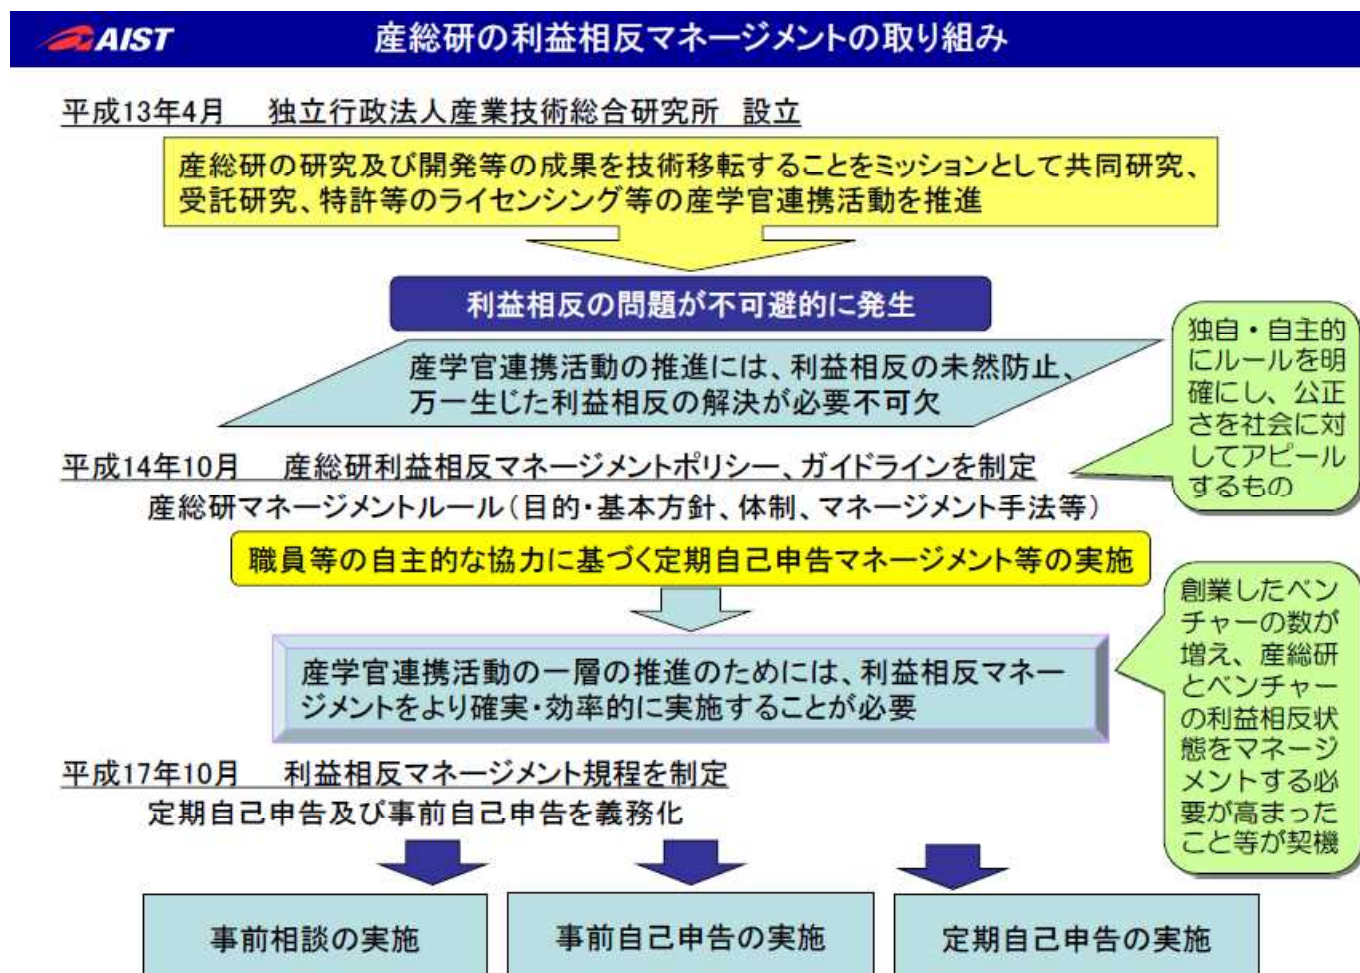 AIST
産総研の利益相反マネージメントの取り組み
平成13年4月　独立行政法人産業技術総合研究所　設立
産総研の研究及び開発等の成果を技術移転することをミッションとして共同研究、
受託研究、特許等のライセンシング等の産学官連携活動を推進
利益相反の問題が不可避的に発生
産学官連携活動の推進には、利益相反の未然防止、
万一生じた利益相反の解決が必要不可欠
独自・自主的
にルールを明
確にし、公正
さを社会に対
してアピール
するもの
平成14年10月　産総研利益相反マネージメントポリシー、ガイドラインを制定
産総研マネージメントルール（目的・基本方針、体制、マネージメント手法等）
職員等の自主的な協力に基づく定期自己申告マネージメント等の実施
産学官連携活動の一層の推進のためには、利益相反マネー
ジメントをより確実・効率的に実施することが必要
創業したベン
チャーの数が
増え、産総研
とベンチャー
の利益相反状
態をマネージ
メントする必
要が高まった
こと等が契機
平成17年10月　利益相反マネージメント規程を制定
定期自己申告及び事前自己申告を義務化
事前相談の実施
事前自己申告の実施
定期自己申告の実施